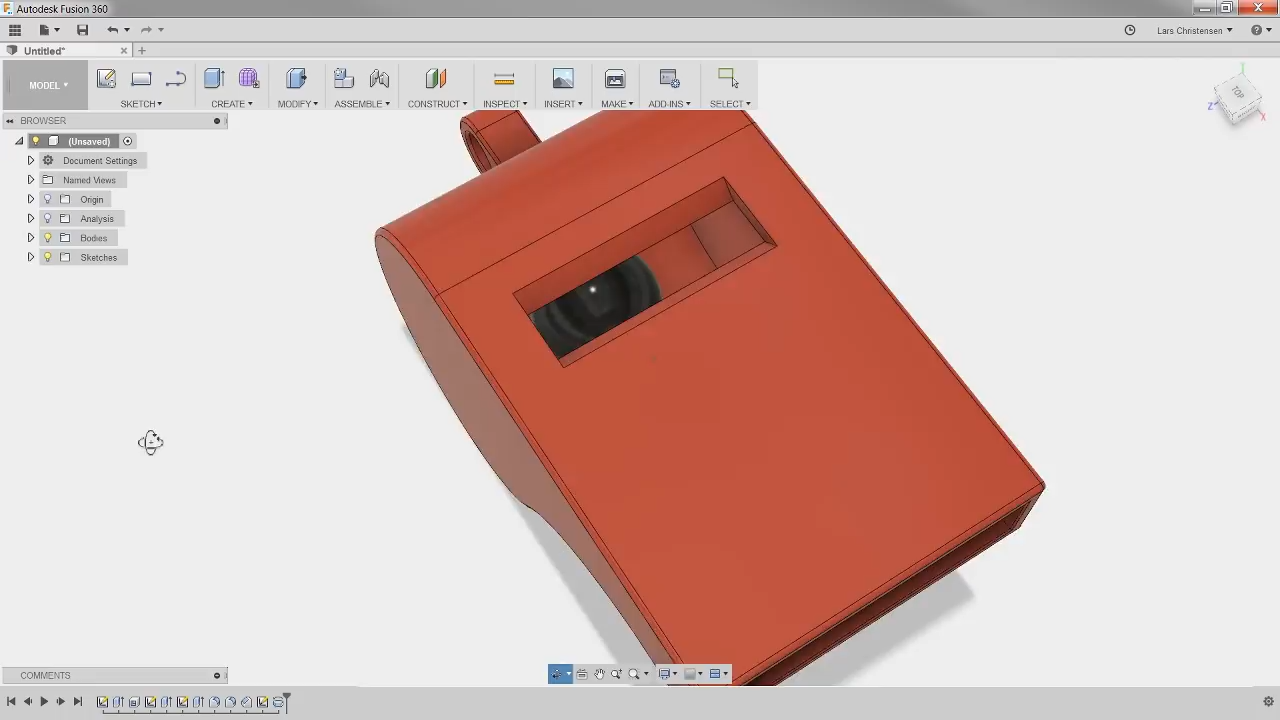 Autodesk Fusion 360
Lars Christensen
Untitled*
MODEL
SKETCH
CREATE
MODIFY
ASSEMBLE
CONSTRUCT
INSPECT
INSERT
MAKE
ADD-INS
SELECT
BROWSER
(Unsaved)
Document Settings
Named Views
Origin
Analysis
Bodies
Sketches
TOP
Y
Z
X
COMMENTS